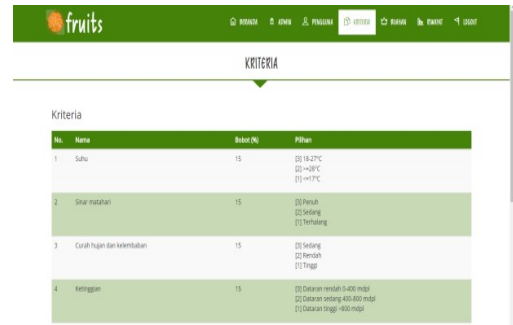 fruits
BERANDA ADMIN PENGGUNA KRITERIA RIWAYAT LOGOUT
KRITERIA
Kriteria
No. Nama Bobot (%) Pilihan
1 Suhu 15 [3] 18-27°C
[2] >=28°C
[1] <=17°C
2 Sinar matahari 15 [3] Penuh
[2] Sedang
[1] Terhalang
3 Curah hujan dan kelembaban 15 [3] Sedang
[2] Rendah
[1] Tinggi
4 Ketinggian 15 [3] Dataran rendah 0-400 mdpl
[2] Dataran sedang 400-800 mdpl
[1] Dataran tinggi >800 mdpl